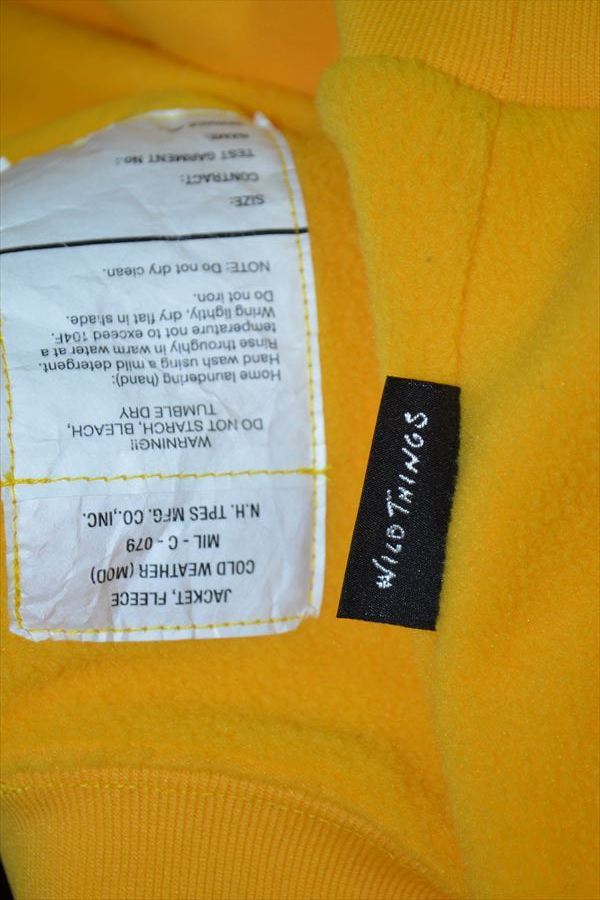 JACKET, FLEECE
COLD WEATHER (MOD)
MIL - C - 079
N.H. TPES MFG. CO.,INC.
WARNING!!
DO NOT STARCH, BLEACH,
TUMBLE DRY
Home laundering (hand):
Hand wash using a mild detergent.
Rinse throughly in warm water at a
temperature not to exceed 104F.
Wring lightly, dry flat in shade.
Do not iron.
NOTE: Do not dry clean.
SIZE:
CONTRACT:
TEST GARMENT No.:
NAME:
WILD THINGS